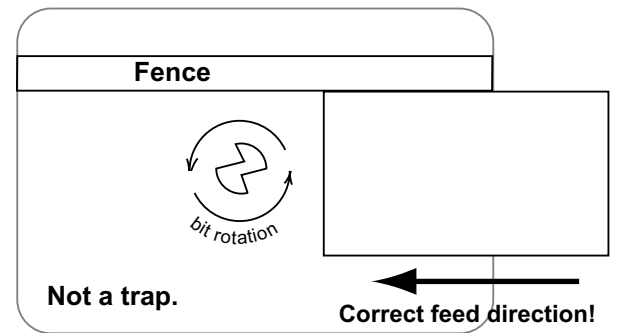 Fence
bit rotation
Not a trap.
Correct feed direction!